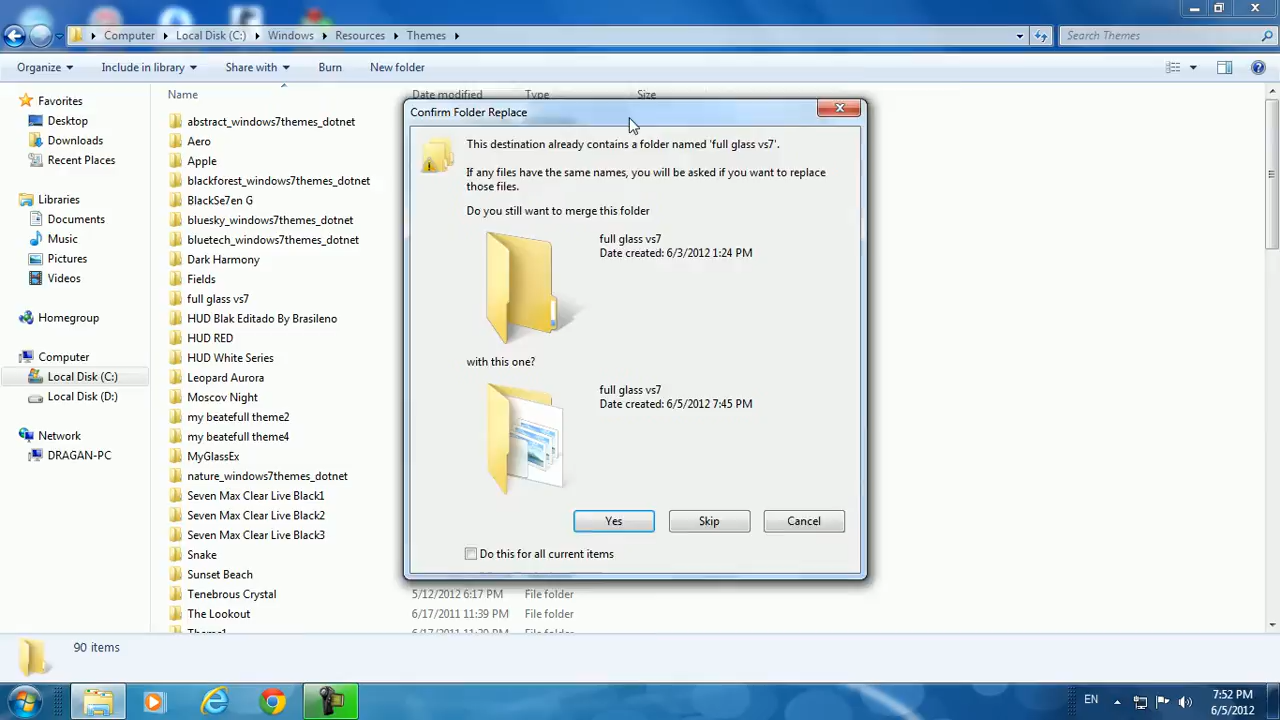 Computer Local Disk (C:) Windows Resources Themes Search Themes
Organize Include in library Share with Burn New folder
Name Date modified Type Size
Favorites
Desktop
Downloads
Recent Places
Libraries
Documents
Music
Pictures
Videos
Homegroup
Computer
Local Disk (C:)
Local Disk (D:)
Network
DRAGAN-PC
abstract_windows7themes_dotnet
Aero
Apple
blackforest_windows7themes_dotnet
BlackSe7en G
bluesky_windows7themes_dotnet
bluetech_windows7themes_dotnet
Dark Harmony
Fields
full glass vs7
HUD Blak Editado By Brasileno
HUD RED
HUD White Series
Leopard Aurora
Moscov Night
my beatefull theme2
my beatefull theme4
MyGlassEx
nature_windows7themes_dotnet
Seven Max Clear Live Black1
Seven Max Clear Live Black2
Seven Max Clear Live Black3
Snake
Sunset Beach
Tenebrous Crystal 5/12/2012 6:17 PM File folder
The Lookout 6/17/2011 11:39 PM File folder
Confirm Folder Replace
This destination already contains a folder named 'full glass vs7'.
If any files have the same names, you will be asked if you want to replace
those files.
Do you still want to merge this folder
full glass vs7
Date created: 6/3/2012 1:24 PM
with this one?
full glass vs7
Date created: 6/5/2012 7:45 PM
Yes Skip Cancel
Do this for all current items
90 items
EN
7:52 PM
6/5/2012